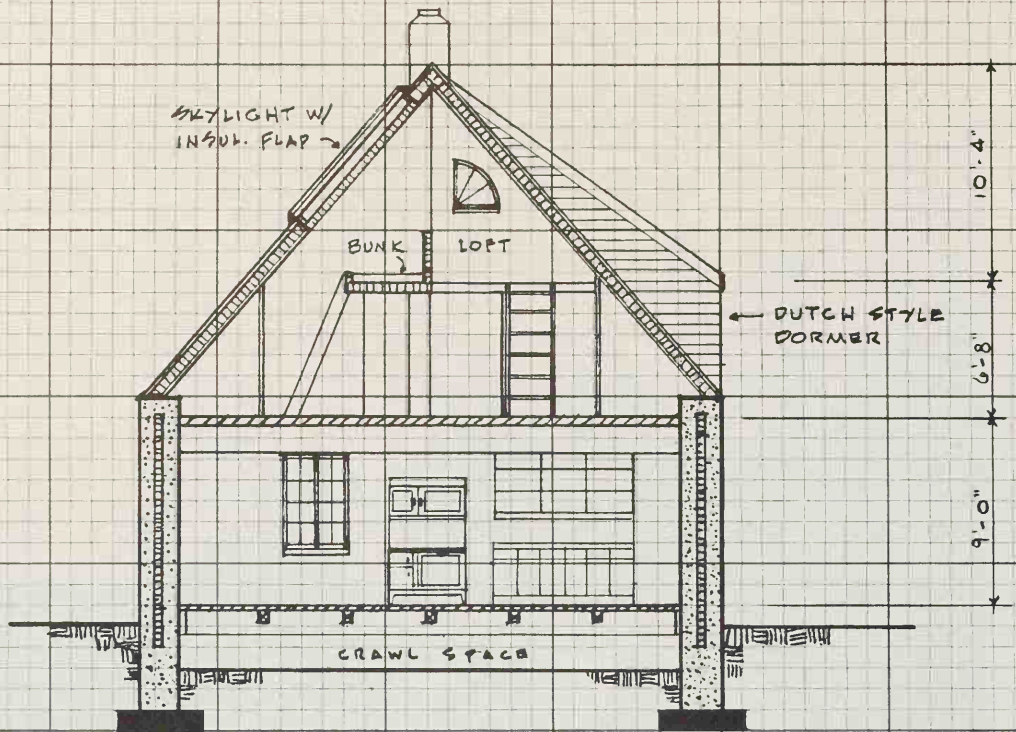 SKYLIGHT W/
INSUL. FLAP
BUNK
LOFT
10'-4"
DUTCH STYLE
DORMER
6'-8"
9'-0"
CRAWL SPACE